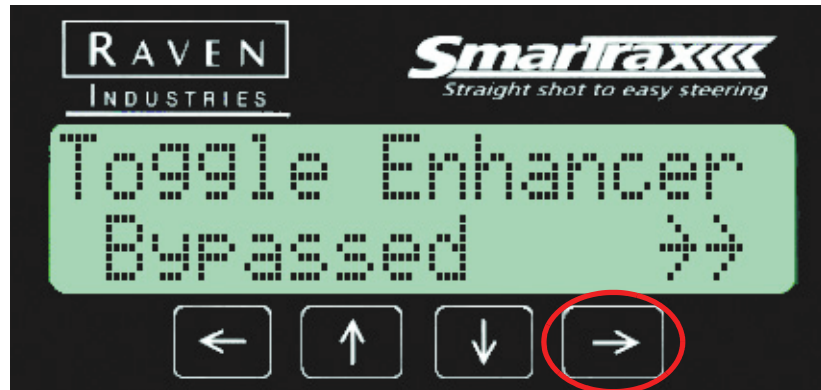 RAVEN
INDUSTRIES
SmarTrax
Straight shot to easy steering
Toggle Enhancer
Bypassed →→
← ↑ ↓ →